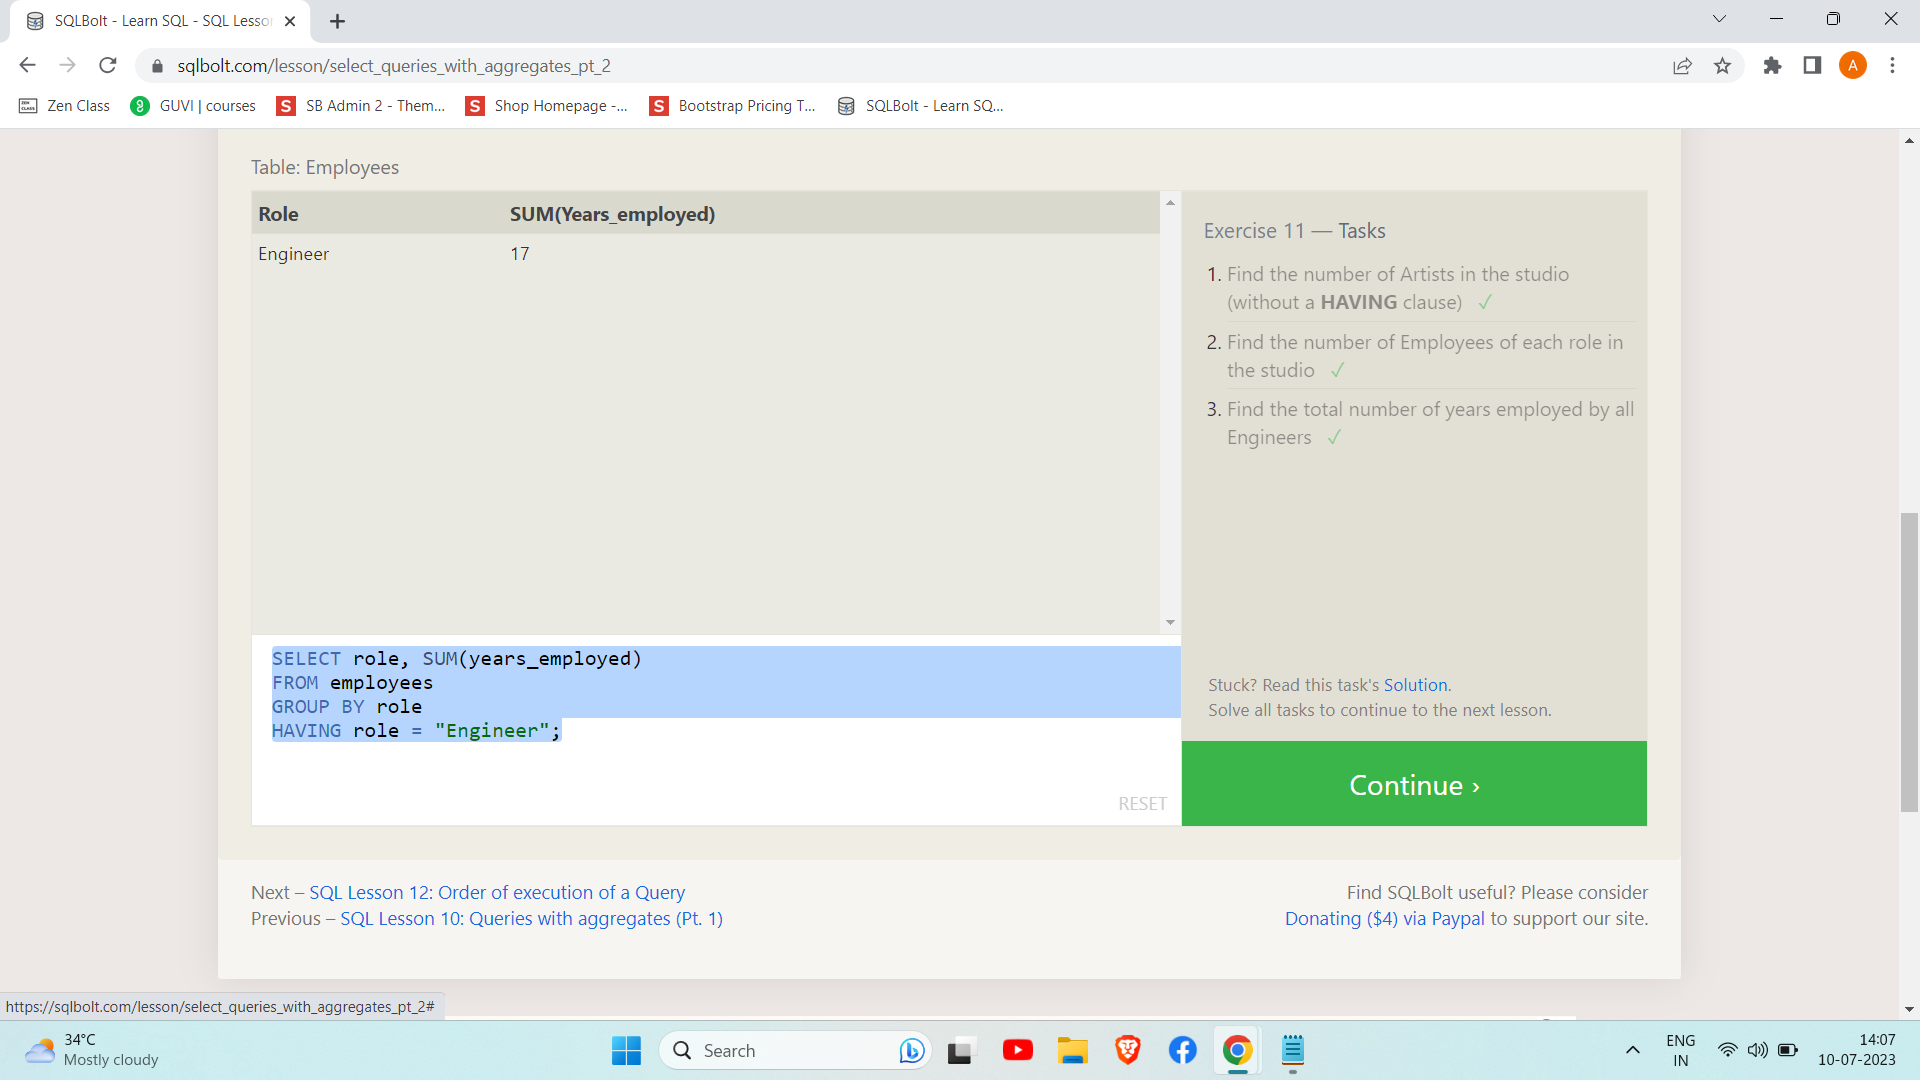 SQLBolt - Learn SQL - SQL Lesso
sqlbolt.com/lesson/select_queries_with_aggregates_pt_2
A
Zen Class
GUVI | courses
S SB Admin 2 - Them...
S Shop Homepage -...
S Bootstrap Pricing T...
SQLBolt - Learn SQ...
Table: Employees
Role SUM(Years_employed)
Engineer 17
Exercise 11 — Tasks
1. Find the number of Artists in the studio
(without a HAVING clause) ✓
2. Find the number of Employees of each role in
the studio ✓
3. Find the total number of years employed by all
Engineers ✓
SELECT role, SUM(years_employed)
FROM employees
GROUP BY role
HAVING role = "Engineer";
RESET
Stuck? Read this task's Solution.
Solve all tasks to continue to the next lesson.
Continue ›
Next – SQL Lesson 12: Order of execution of a Query
Previous – SQL Lesson 10: Queries with aggregates (Pt. 1)
Find SQLBolt useful? Please consider
Donating ($4) via Paypal to support our site.
https://sqlbolt.com/lesson/select_queries_with_aggregates_pt_2#
34°C
Mostly cloudy
Search
ENG
IN
14:07
10-07-2023